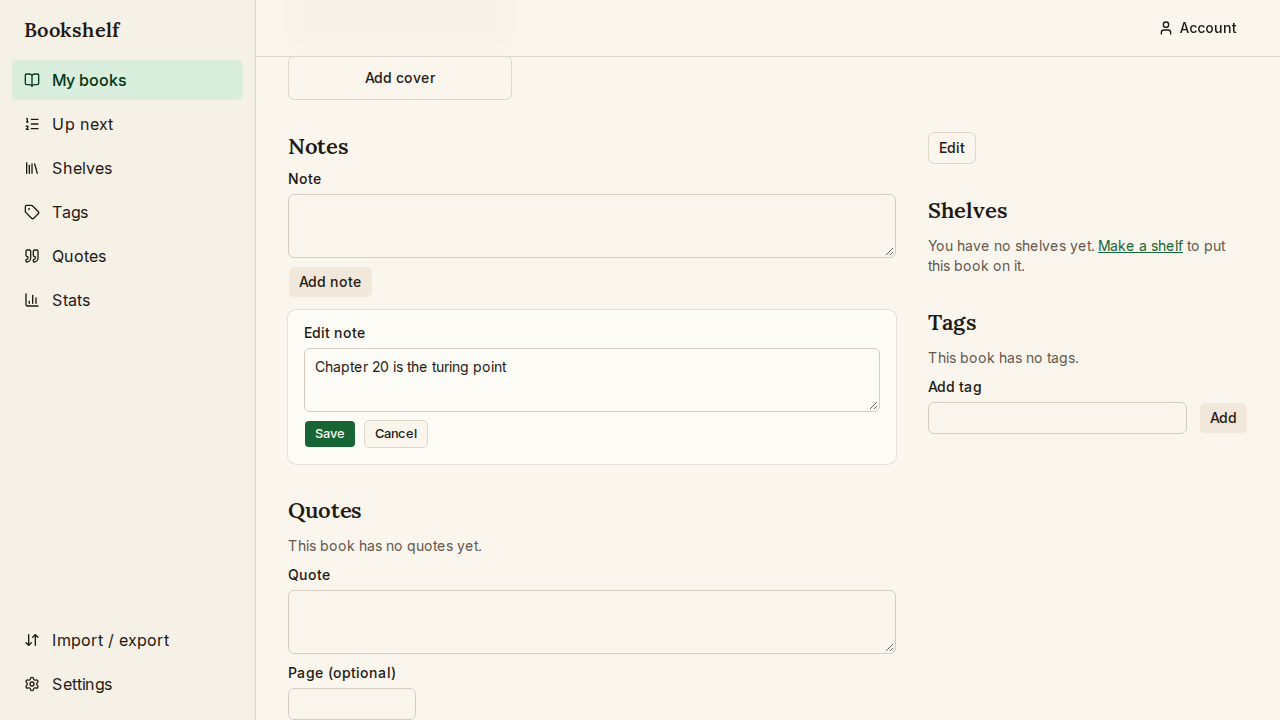 Bookshelf
My books
Up next
Shelves
Tags
Quotes
Stats
Import / export
Settings
Account
Add cover
Notes
Note
Add note
Edit note
Chapter 20 is the turing point
Save
Cancel
Quotes
This book has no quotes yet.
Quote
Page (optional)
Edit
Shelves
You have no shelves yet. Make a shelf to put
this book on it.
Tags
This book has no tags.
Add tag
Add